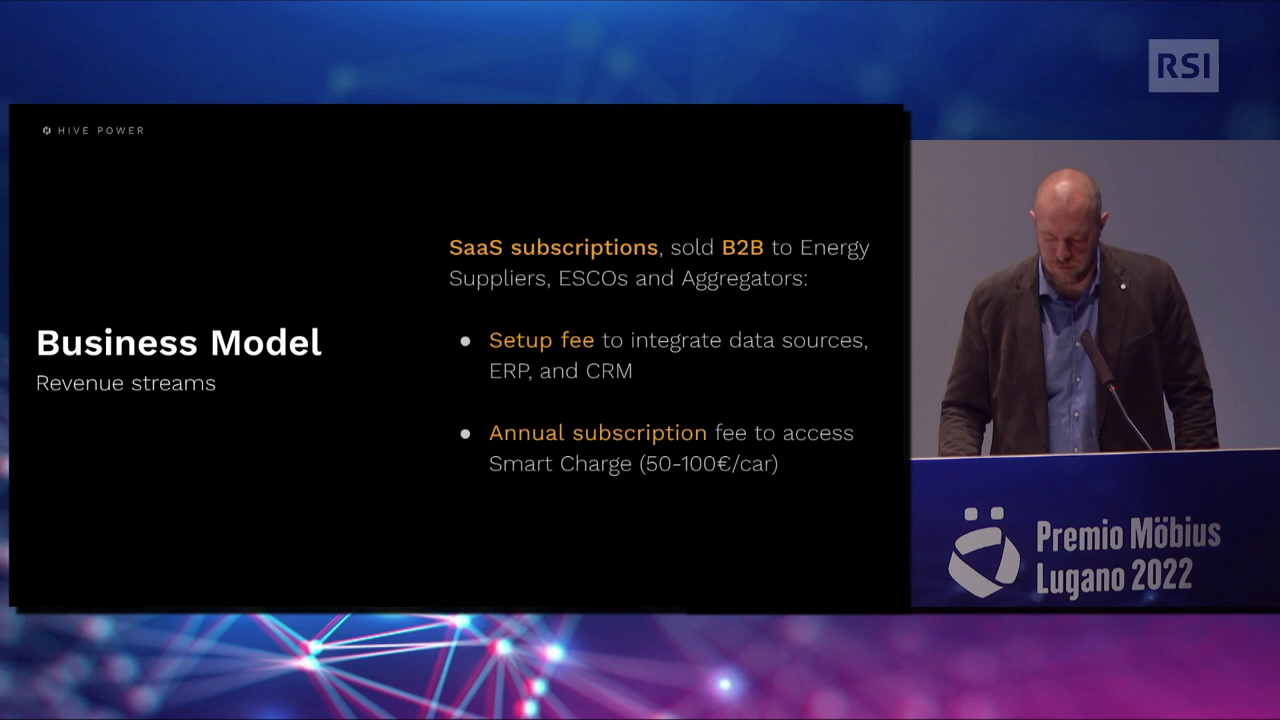 RSI
HIVE POWER
SaaS subscriptions, sold B2B to Energy
Suppliers, ESCOs and Aggregators:
Business Model
Revenue streams
● Setup fee to integrate data sources,
ERP, and CRM
● Annual subscription fee to access
Smart Charge (50-100€/car)
Premio Möbius
Lugano 2022